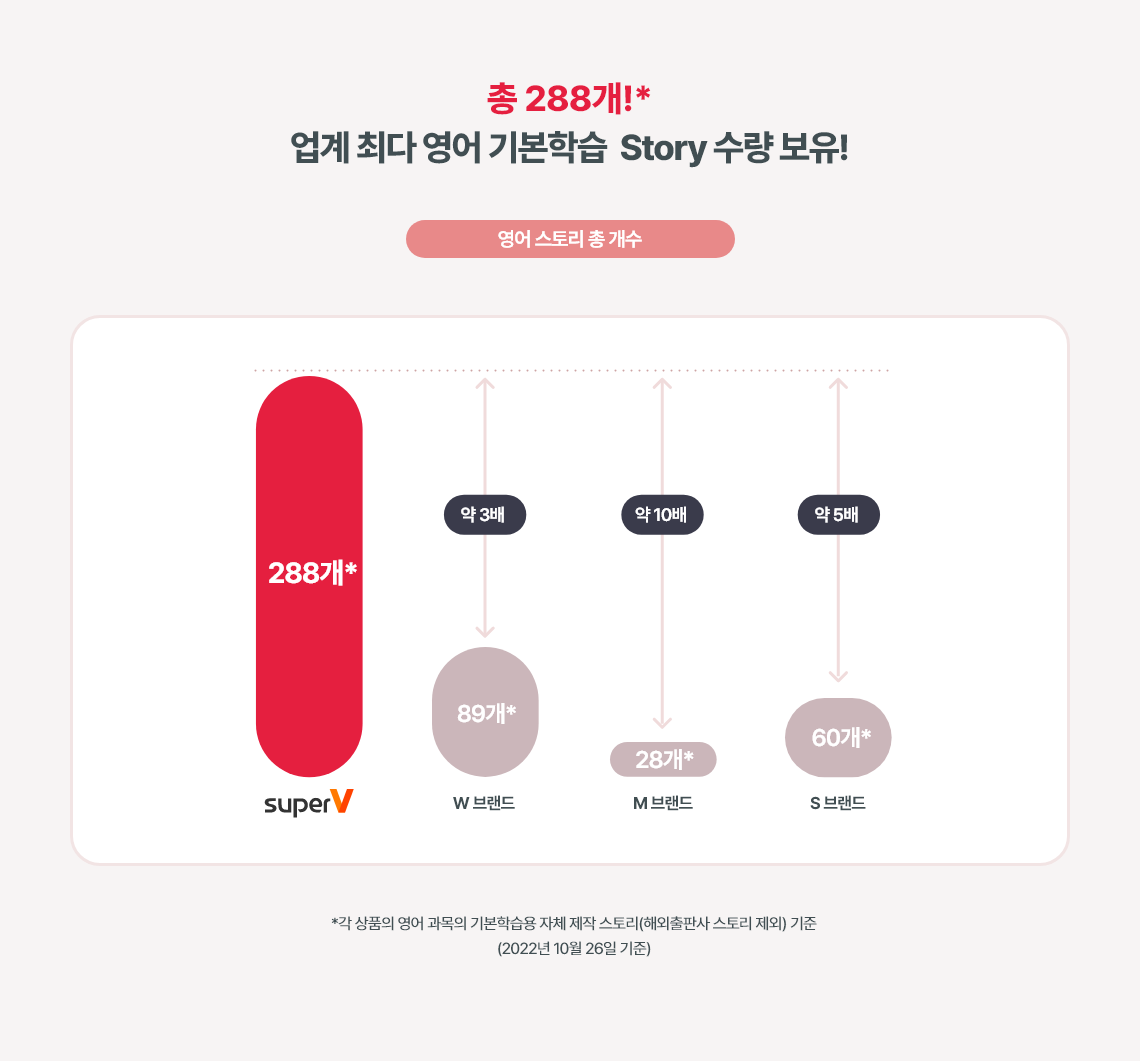 총 288개!*
업계 최다 영어 기본학습 Story 수량 보유!
영어 스토리 총 개수
약 3배
약 10배
약 5배
288개*
89개*
28개*
60개*
superV
W 브랜드
M 브랜드
S 브랜드
*각 상품의 영어 과목의 기본학습용 자체 제작 스토리(해외출판사 스토리 제외) 기준
(2022년 10월 26일 기준)